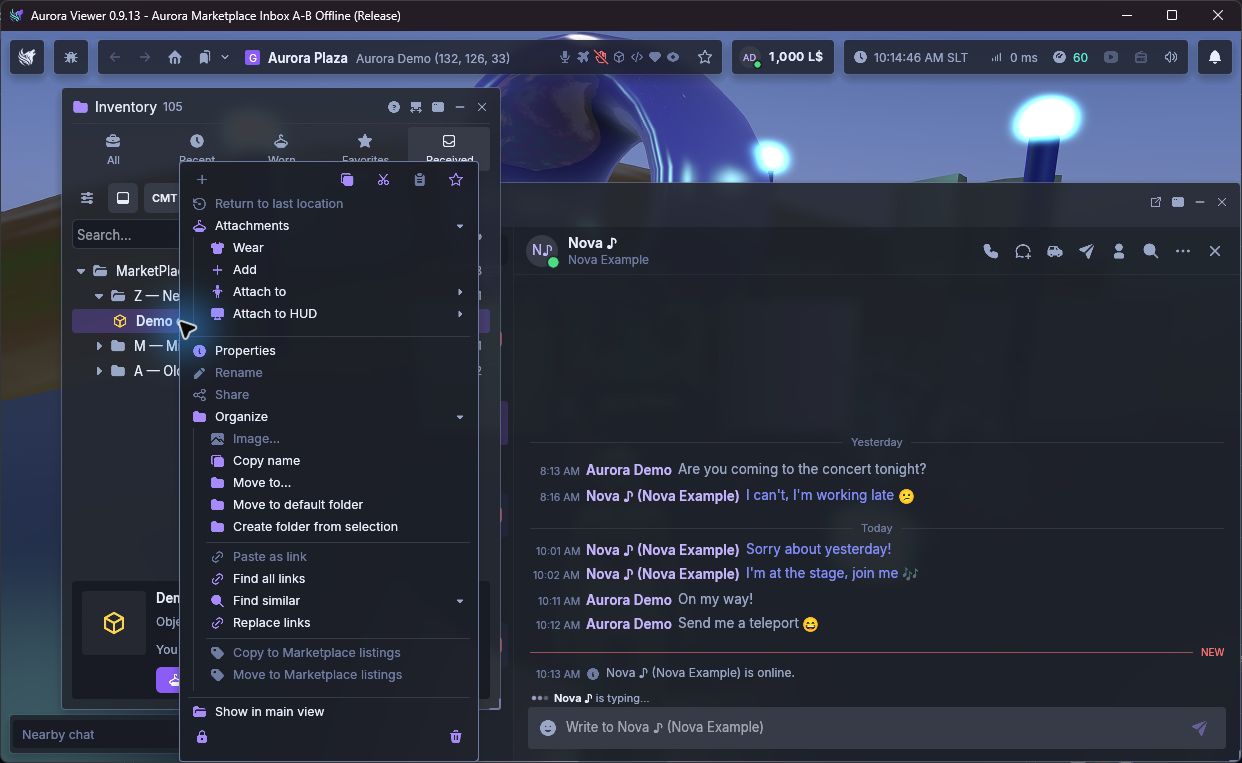 Aurora Viewer 0.9.13 - Aurora Marketplace Inbox A-B Offline (Release)
G Aurora Plaza Aurora Demo (132, 126, 33)
AD 1,000 L$
10:14:46 AM SLT 0 ms 60
Inventory 105
All Recent Worn Favorites Received
CMT
Search...
MarketPlac
Z — Ne
Demo
M — Mi
A — Old
Dem
Obje
You
Nearby chat
Return to last location
Attachments
Wear
Add
Attach to
Attach to HUD
Properties
Rename
Share
Organize
Image...
Copy name
Move to...
Move to default folder
Create folder from selection
Paste as link
Find all links
Find similar
Replace links
Copy to Marketplace listings
Move to Marketplace listings
Show in main view
N♪ Nova ♪
Nova Example
Yesterday
8:13 AM Aurora Demo Are you coming to the concert tonight?
8:16 AM Nova ♪ (Nova Example) I can't, I'm working late 😕
Today
10:01 AM Nova ♪ (Nova Example) Sorry about yesterday!
10:02 AM Nova ♪ (Nova Example) I'm at the stage, join me 🎶
10:11 AM Aurora Demo On my way!
10:12 AM Aurora Demo Send me a teleport 😄
NEW
10:13 AM Nova ♪ (Nova Example) is online.
Nova ♪ is typing...
Write to Nova ♪ (Nova Example)